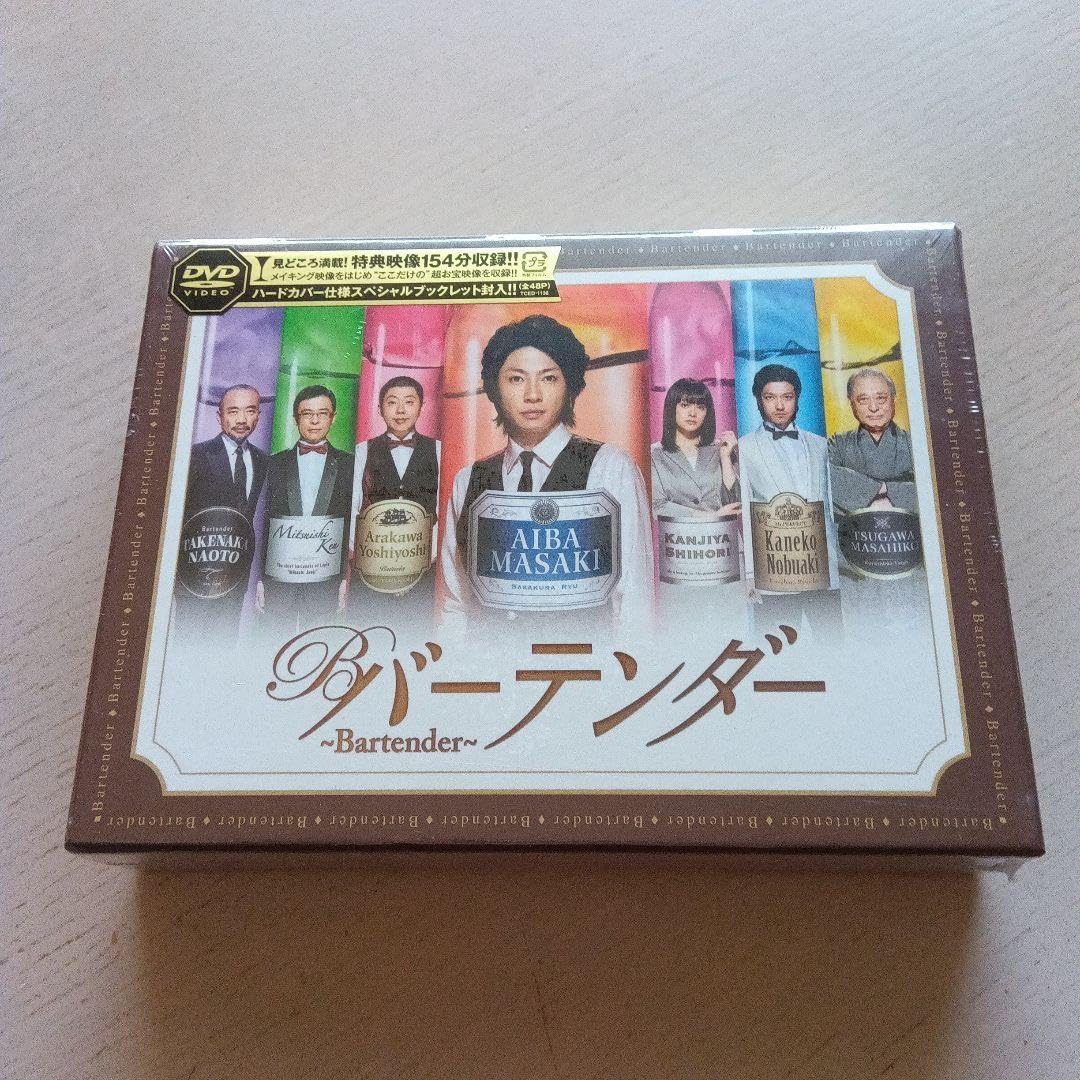 DVD
VIDEO
見どころ満載! 特典映像154分収録!!
プラ
メイキング映像をはじめ"ここだけの"超お宝映像を収録!!
ハードカバー仕様スペシャルブックレット封入!! (全48P)
TCED-1136
Bartender
TAKENAKA
NAOTO
Mitsuishi
Ken
Arakawa
Yoshiyoshi
Bartender
AIBA
MASAKI
SASAKURA RYU
KANJIYA
SHIHORI
Kaneko
Nobuaki
TSUGAWA
MASAHIKO
B バーテンダー
~Bartender~
Bartender ♦ Bartender ♦ Bartender ♦ Bartender ♦ Bartender ♦ Bartender